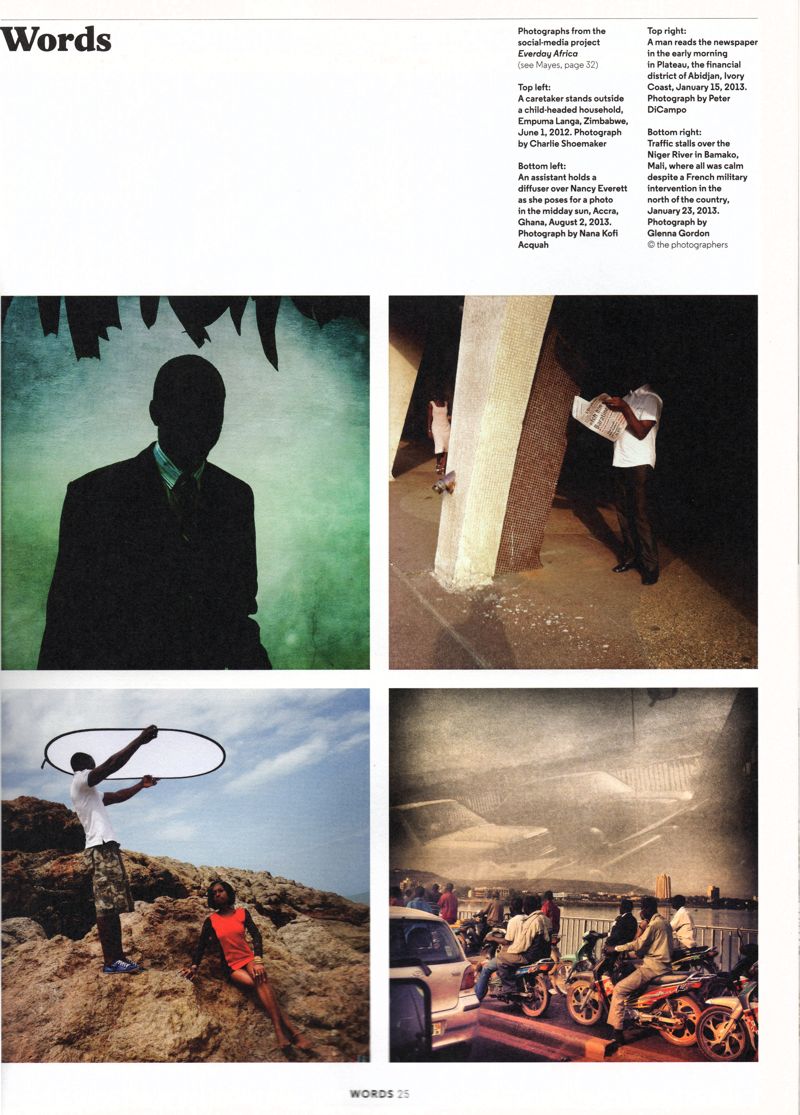 Words
Photographs from the
social-media project
Everday Africa
(see Mayes, page 32)
Top left:
A caretaker stands outside
a child-headed household,
Empuma Langa, Zimbabwe,
June 1, 2012. Photograph
by Charlie Shoemaker
Bottom left:
An assistant holds a
diffuser over Nancy Everett
as she poses for a photo
in the midday sun, Accra,
Ghana, August 2, 2013.
Photograph by Nana Kofi
Acquah
Top right:
A man reads the newspaper
in the early morning
in Plateau, the financial
district of Abidjan, Ivory
Coast, January 15, 2013.
Photograph by Peter
DiCampo
Bottom right:
Traffic stalls over the
Niger River in Bamako,
Mali, where all was calm
despite a French military
intervention in the
north of the country,
January 23, 2013.
Photograph by
Glenna Gordon
© the photographers
WORDS 25